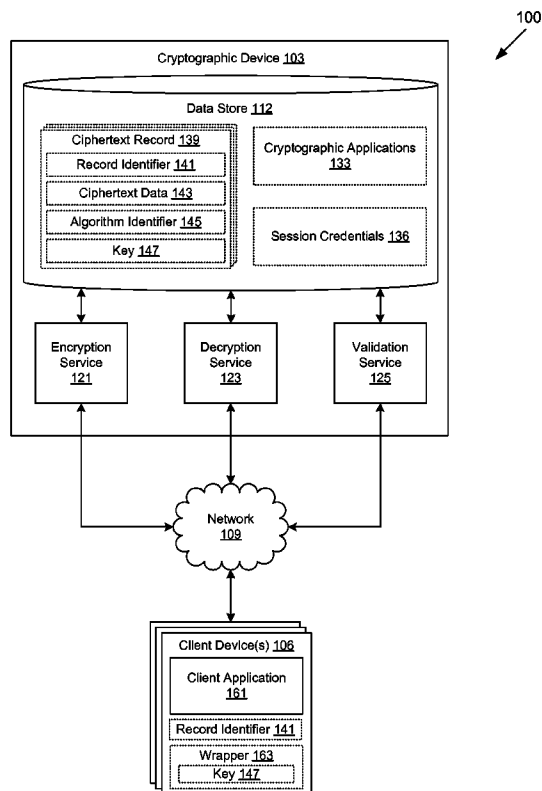 100
Cryptographic Device 103
Data Store 112
Ciphertext Record 139
Record Identifier 141
Ciphertext Data 143
Algorithm Identifier 145
Key 147
Cryptographic Applications
133
Session Credentials 136
Encryption
Service
121
Decryption
Service
123
Validation
Service
125
Network
109
Client Device(s) 106
Client Application
161
Record Identifier 141
Wrapper 163
Key 147